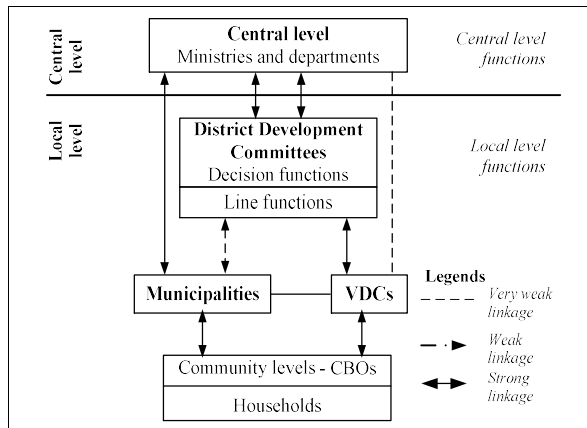 Central level
Central level
Ministries and departments
Central level
functions
Local level
District Development
Committees
Decision functions
Line functions
Local level
functions
Municipalities
VDCs
Legends
Very weak
linkage
Weak
linkage
Strong
linkage
Community levels - CBOs
Households